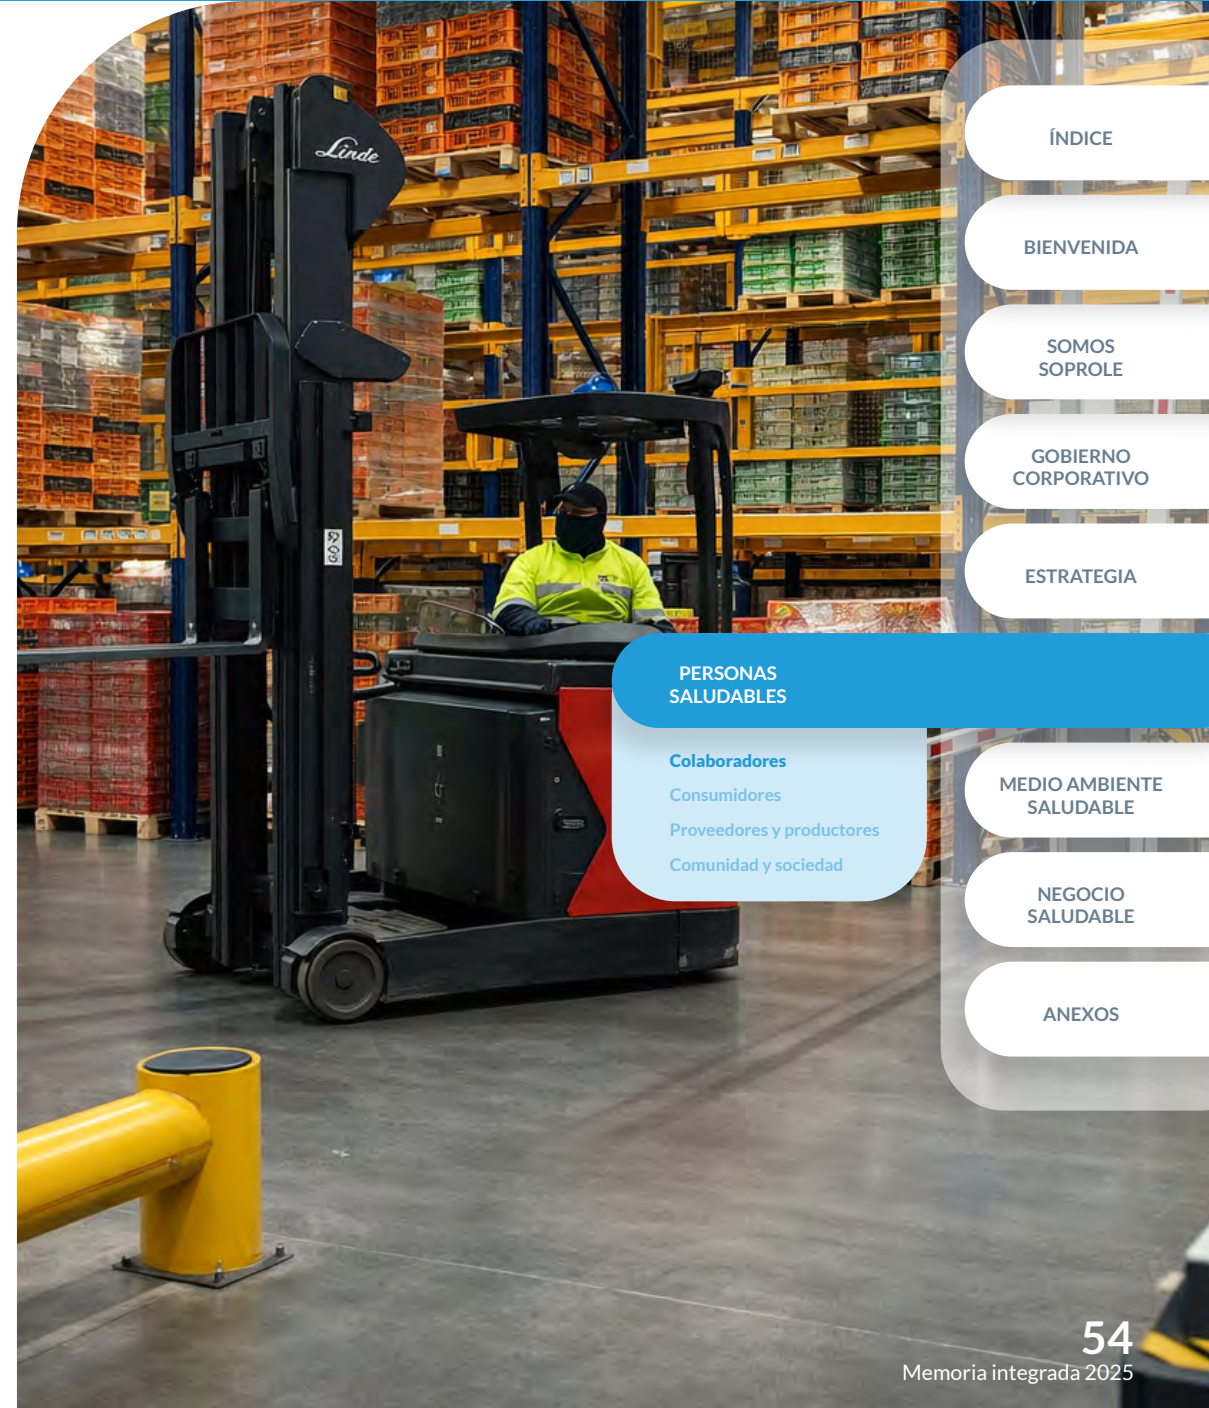 Linde
ÍNDICE
BIENVENIDA
SOMOS
SOPROLE
GOBIERNO
CORPORATIVO
ESTRATEGIA
PERSONAS
SALUDABLES
Colaboradores
Consumidores
Proveedores y productores
Comunidad y sociedad
MEDIO AMBIENTE
SALUDABLE
NEGOCIO
SALUDABLE
ANEXOS
54
Memoria integrada 2025